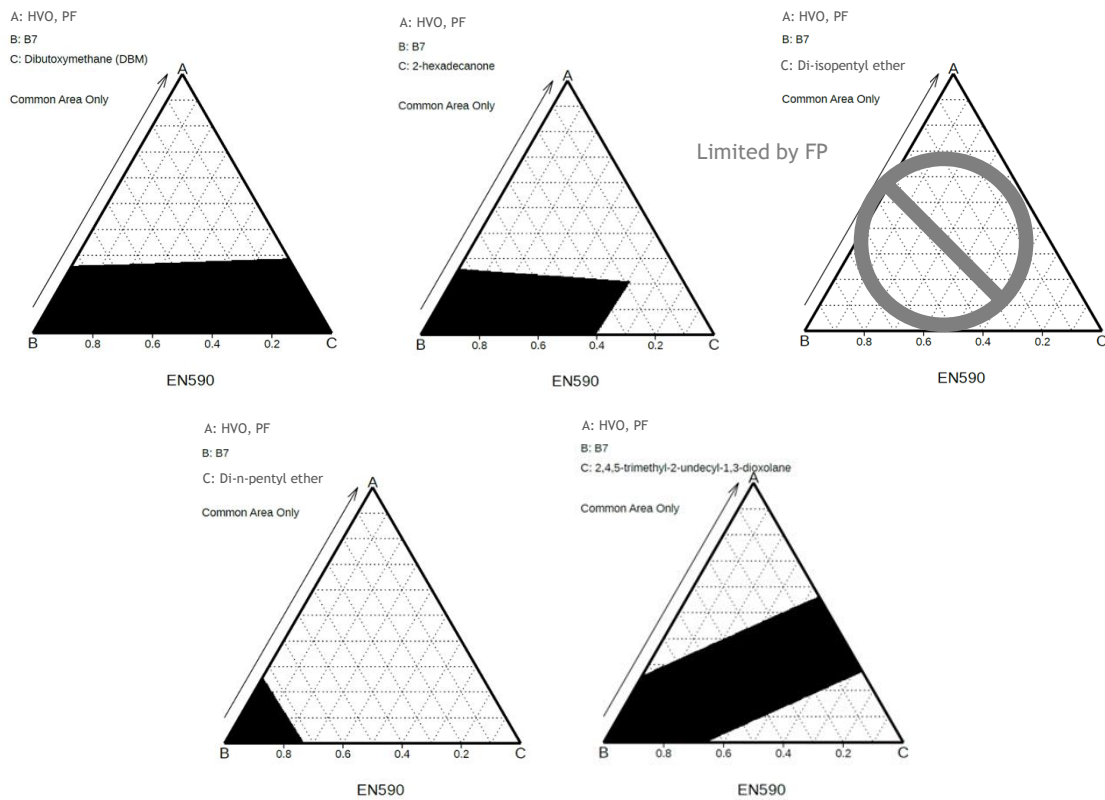 A: HVO, PF
B: B7
C: Dibutoxymethane (DBM)
A
Common Area Only
B
0.8
0.6
0.4
0.2
C
EN590
A: HVO, PF
B: B7
C: 2-hexadecanone
A
Common Area Only
B
0.8
0.6
0.4
0.2
C
EN590
A: HVO, PF
B: B7
C: Di-isopentyl ether
A
Common Area Only
Limited by FP
B
0.8
0.6
0.4
0.2
C
EN590
A: HVO, PF
B: B7
C: Di-n-pentyl ether
A
Common Area Only
B
0.8
0.6
0.4
0.2
C
EN590
A: HVO, PF
B: B7
C: 2,4,5-trimethyl-2-undecyl-1,3-dioxolane
A
Common Area Only
B
0.8
0.6
0.4
0.2
C
EN590